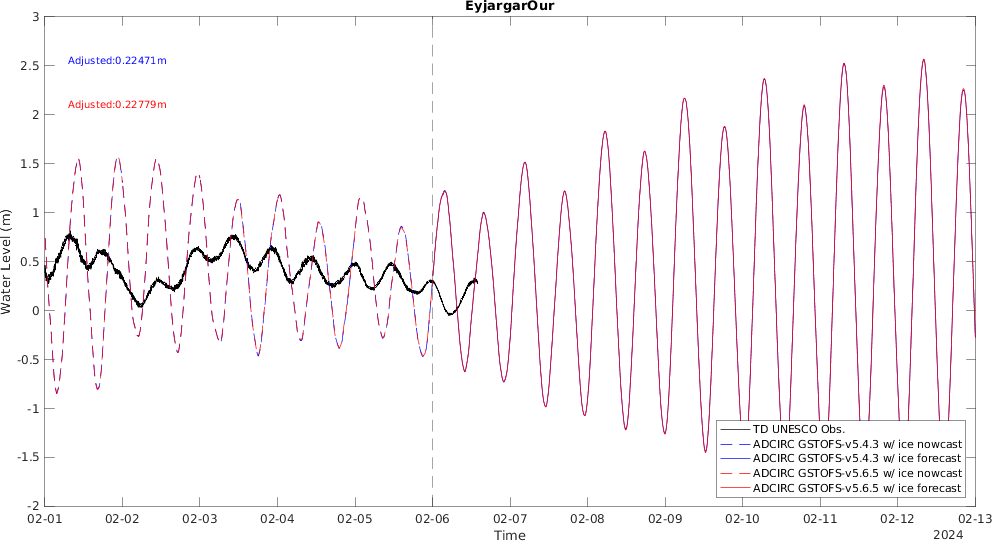 EyjargarOur
3
2.5
2
1.5
1
0.5
0
-0.5
-1
-1.5
-2
Water Level (m)
Adjusted:0.22471m
Adjusted:0.22779m
TD UNESCO Obs.
ADCIRC GSTOFS-v5.4.3 w/ ice nowcast
ADCIRC GSTOFS-v5.4.3 w/ ice forecast
ADCIRC GSTOFS-v5.6.5 w/ ice nowcast
ADCIRC GSTOFS-v5.6.5 w/ ice forecast
02-01 02-02 02-03 02-04 02-05 02-06 02-07 02-08 02-09 02-10 02-11 02-12 02-13
Time
2024